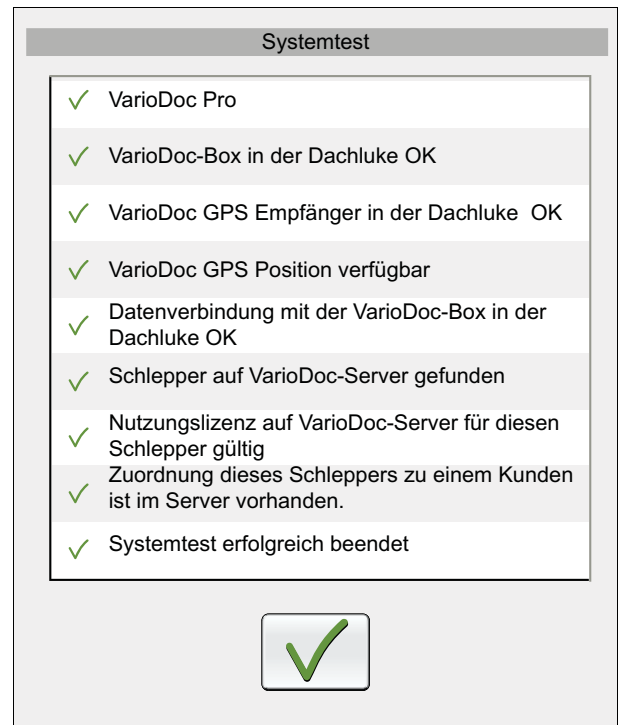 Systemtest
VarioDoc Pro
VarioDoc-Box in der Dachluke OK
VarioDoc GPS Empfänger in der Dachluke OK
VarioDoc GPS Position verfügbar
Datenverbindung mit der VarioDoc-Box in der
Dachluke OK
Schlepper auf VarioDoc-Server gefunden
Nutzungslizenz auf VarioDoc-Server für diesen
Schlepper gültig
Zuordnung dieses Schleppers zu einem Kunden
ist im Server vorhanden.
Systemtest erfolgreich beendet